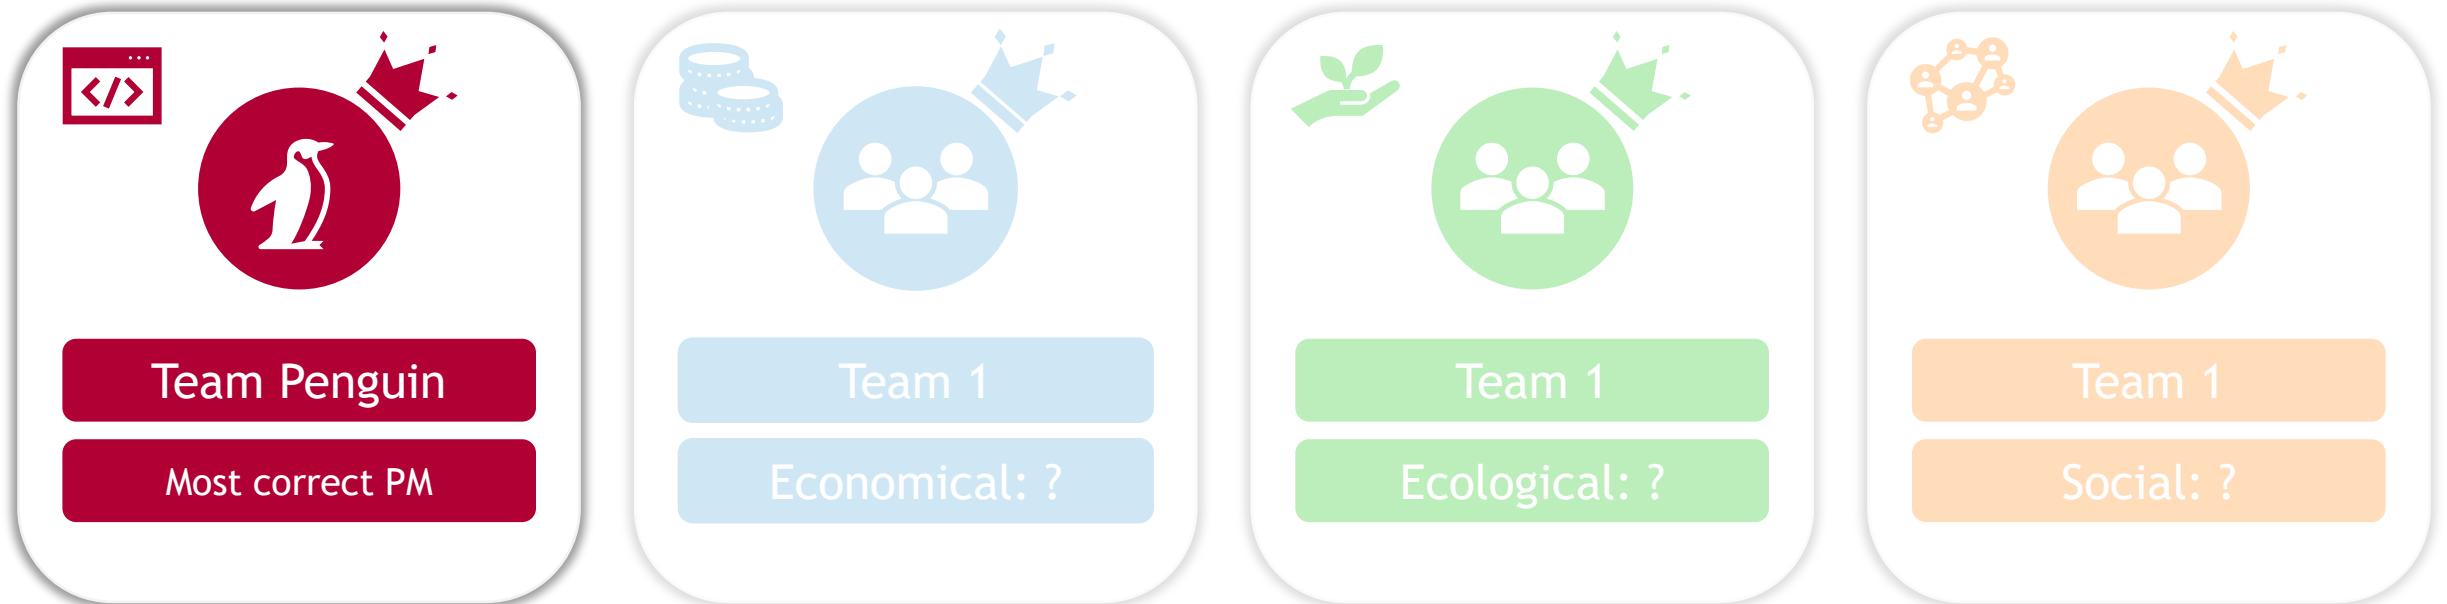 Team Penguin
Most correct PM
Team 1
Economical: ?
Team 1
Ecological: ?
Team 1
Social: ?